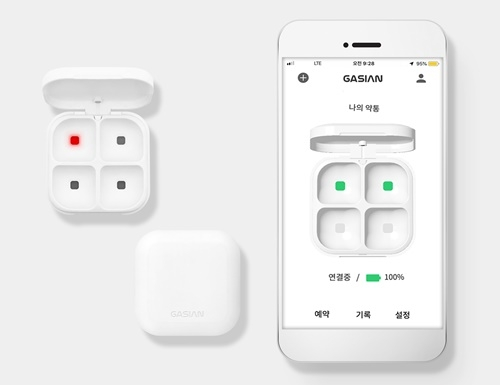 LTE 오전 9:28 95%
GASIAN
나의 약통
연결중 / 100%
예약 기록 설정
GASIAN